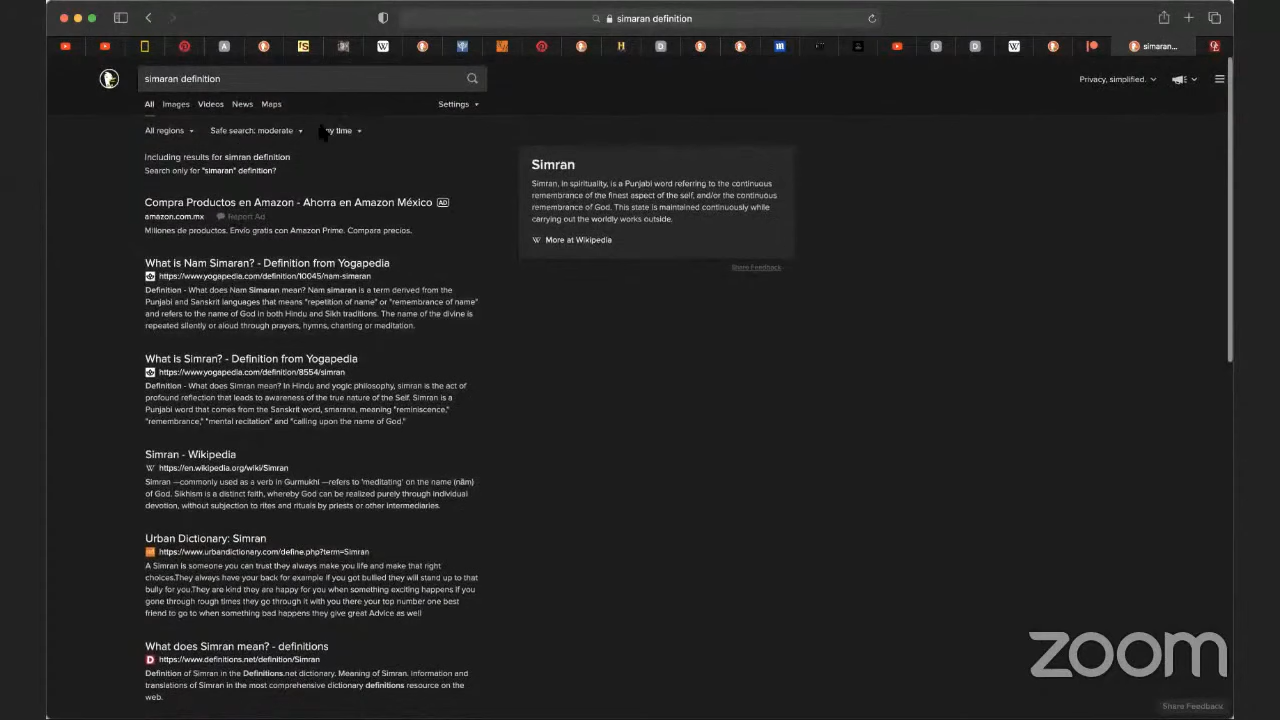 simaran definition
simaran...
simaran definition
Privacy, simplified.
All Images Videos News Maps
Settings
All regions
Safe search: moderate
time
Including results for simran definition
Search only for "simaran" definition?
Compra Productos en Amazon - Ahorra en Amazon México AD
amazon.com.mx Report Ad
Millones de productos. Envío gratis con Amazon Prime. Compara precios.
What is Nam Simaran? - Definition from Yogapedia
https://www.yogapedia.com/definition/10045/nam-simaran
Definition - What does Nam Simaran mean? Nam simaran is a term derived from the
Punjabi and Sanskrit languages that means "repetition of name" or "remembrance of name"
and refers to the name of God in both Hindu and Sikh traditions. The name of the divine is
repeated silently or aloud through prayers, hymns, chanting or meditation.
What is Simran? - Definition from Yogapedia
https://www.yogapedia.com/definition/8554/simran
Definition - What does Simran mean? In Hindu and yogic philosophy, simran is the act of
profound reflection that leads to awareness of the true nature of the Self. Simran is a
Punjabi word that comes from the Sanskrit word, smarana, meaning "reminiscence,"
"remembrance," "mental recitation" and "calling upon the name of God."
Simran - Wikipedia
W https://en.wikipedia.org/wiki/Simran
Simran —commonly used as a verb in Gurmukhi —refers to 'meditating' on the name (nām)
of God. Sikhism is a distinct faith, whereby God can be realized purely through individual
devotion, without subjection to rites and rituals by priests or other intermediaries.
Urban Dictionary: Simran
https://www.urbandictionary.com/define.php?term=Simran
A Simran is someone you can trust they always make you life and make that right
choices.They always have your back for example if you got bullied they will stand up to that
bully for you.They are kind they are happy for you when something exciting happens if you
gone through rough times they go through it with you there your top number one best
friend to go to when something bad happens they give great Advice as well
What does Simran mean? - definitions
D https://www.definitions.net/definition/Simran
Definition of Simran in the Definitions.net dictionary. Meaning of Simran. Information and
translations of Simran in the most comprehensive dictionary definitions resource on the
web.
Simran
Simran, in spirituality, is a Punjabi word referring to the continuous
remembrance of the finest aspect of the self, and/or the continuous
remembrance of God. This state is maintained continuously while
carrying out the worldly works outside.
W More at Wikipedia
Share Feedback
zoom
Share Feedback